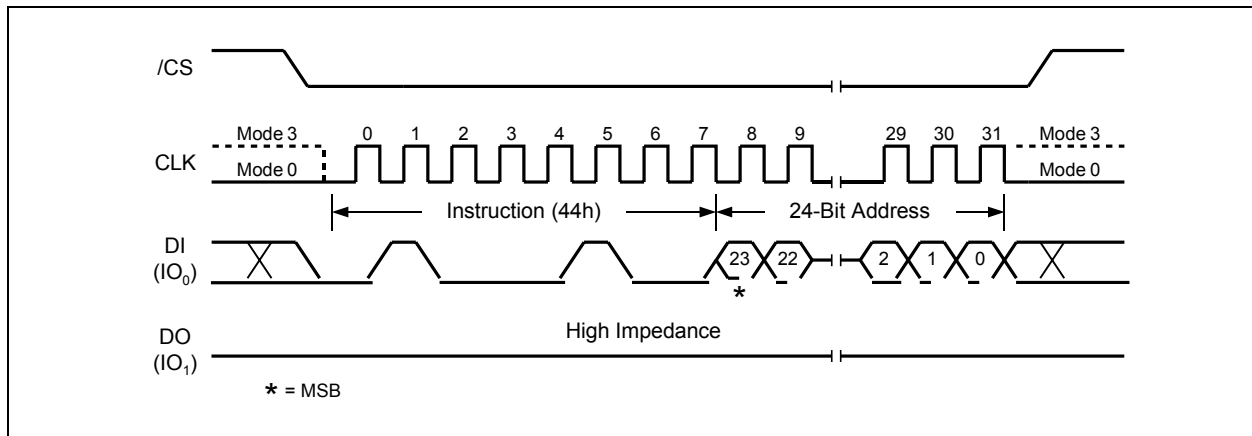 /CS
Mode 3 0 1 2 3 4 5 6 7 8 9 29 30 31 Mode 3
CLK Mode 0 Mode 0
Instruction (44h) 24-Bit Address
DI
(IO₀)
23 22 2 1 0
*
High Impedance
DO
(IO₁)
* = MSB